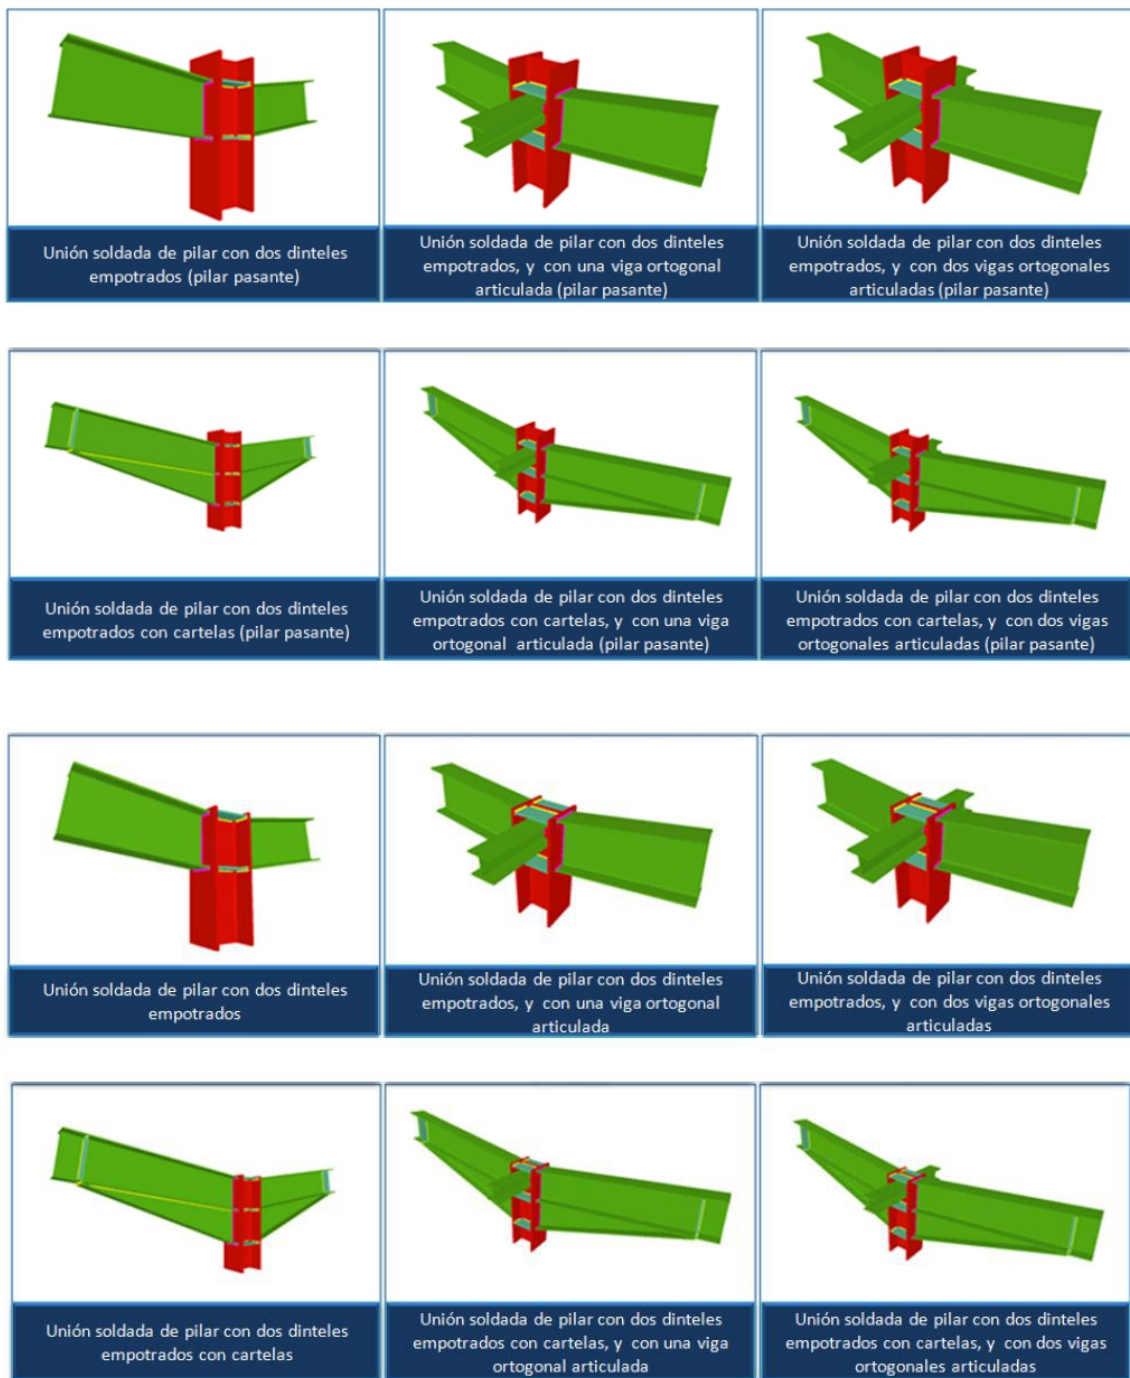 Unión soldada de pilar con dos dinteles
empotrados (pilar pasante)
Unión soldada de pilar con dos dinteles
empotrados, y con una viga ortogonal
articulada (pilar pasante)
Unión soldada de pilar con dos dinteles
empotrados, y con dos vigas ortogonales
articuladas (pilar pasante)
Unión soldada de pilar con dos dinteles
empotrados con cartelas (pilar pasante)
Unión soldada de pilar con dos dinteles
empotrados con cartelas, y con una viga
ortogonal articulada (pilar pasante)
Unión soldada de pilar con dos dinteles
empotrados con cartelas, y con dos vigas
ortogonales articuladas (pilar pasante)
Unión soldada de pilar con dos dinteles
empotrados
Unión soldada de pilar con dos dinteles
empotrados, y con una viga ortogonal
articulada
Unión soldada de pilar con dos dinteles
empotrados, y con dos vigas ortogonales
articuladas
Unión soldada de pilar con dos dinteles
empotrados con cartelas
Unión soldada de pilar con dos dinteles
empotrados con cartelas, y con una viga
ortogonal articulada
Unión soldada de pilar con dos dinteles
empotrados con cartelas, y con dos vigas
ortogonales articuladas